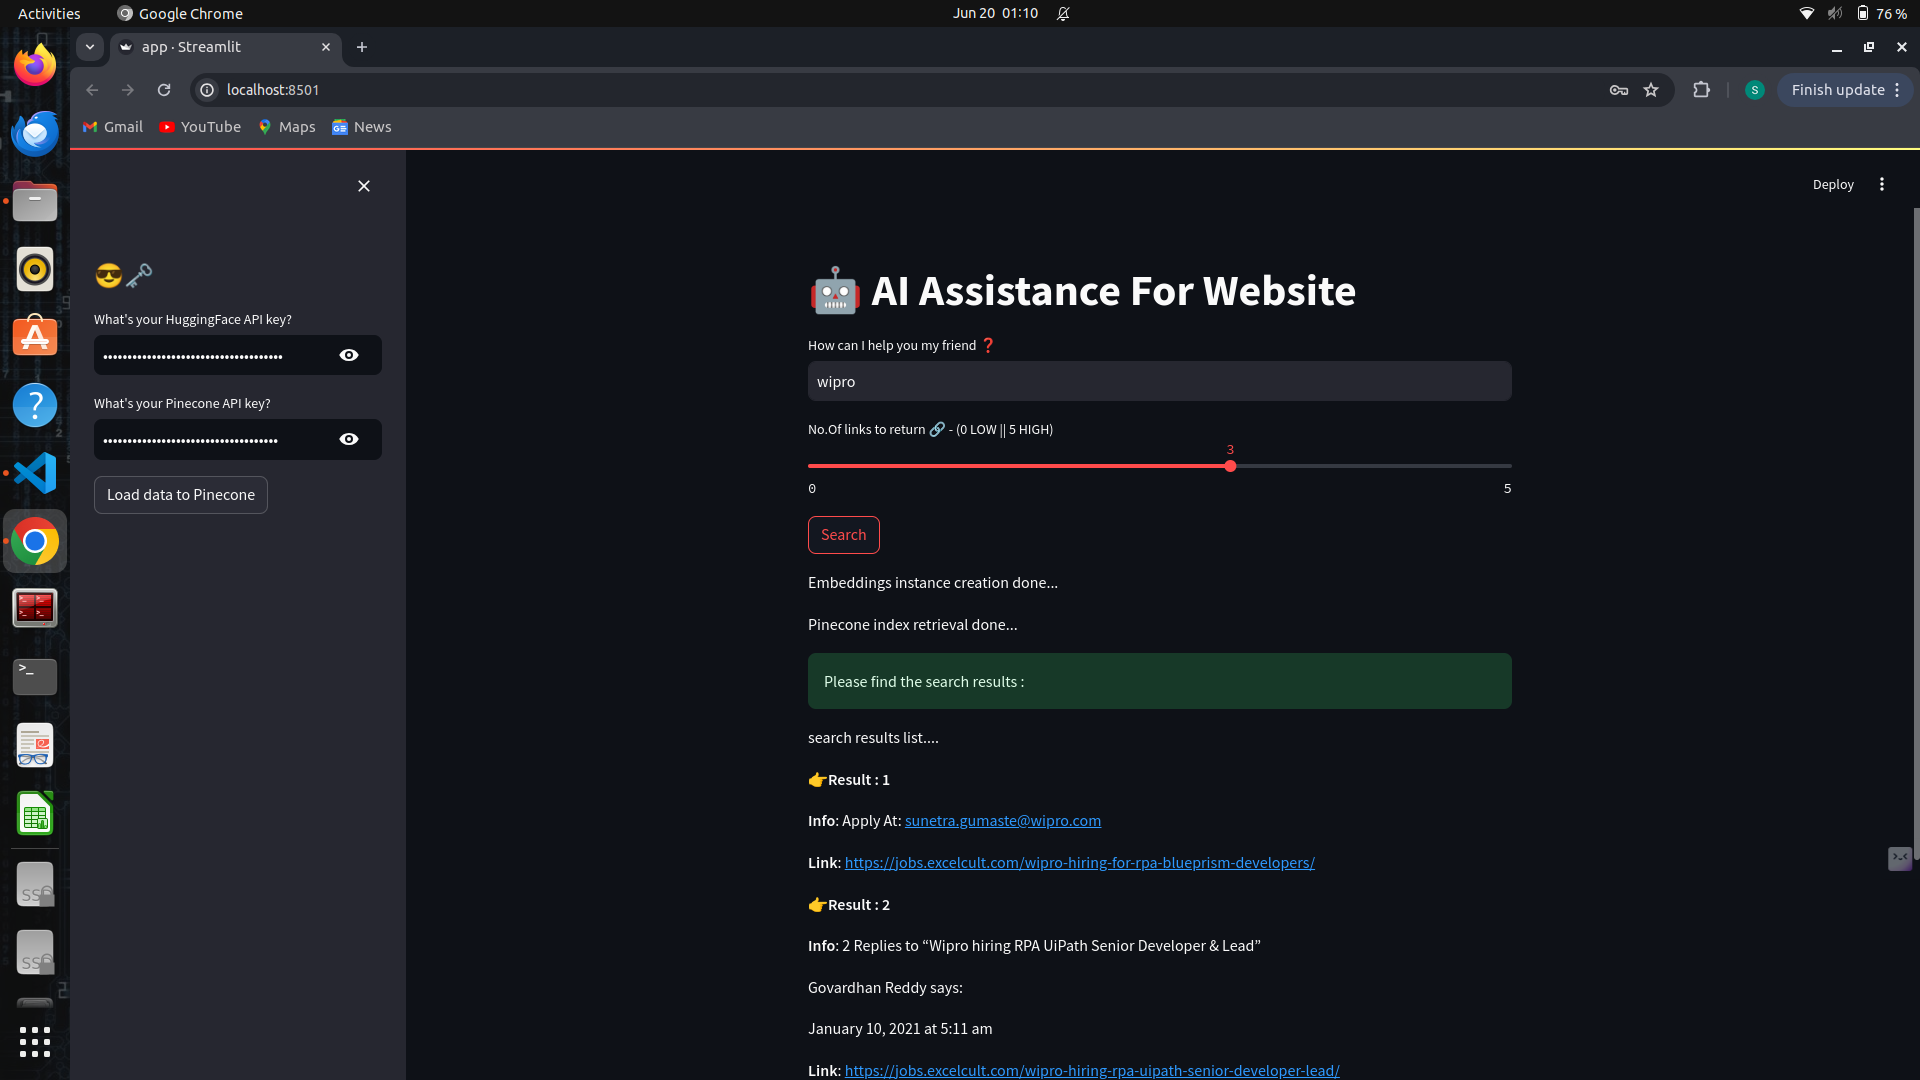 Activities
Google Chrome
Jun 20 01:10
76 %
app · Streamlit
localhost:8501
S
Finish update
Gmail
YouTube
Maps
News
Deploy
What's your HuggingFace API key?
What's your Pinecone API key?
Load data to Pinecone
AI Assistance For Website
How can I help you my friend ❓
wipro
No.Of links to return 🔗 - (0 LOW || 5 HIGH)
3
0
5
Search
Embeddings instance creation done...
Pinecone index retrieval done...
Please find the search results :
search results list....
👉Result : 1
Info: Apply At: sunetra.gumaste@wipro.com
Link: https://jobs.excelcult.com/wipro-hiring-for-rpa-blueprism-developers/
👉Result : 2
Info: 2 Replies to “Wipro hiring RPA UiPath Senior Developer & Lead”
Govardhan Reddy says:
January 10, 2021 at 5:11 am
Link: https://jobs.excelcult.com/wipro-hiring-rpa-uipath-senior-developer-lead/